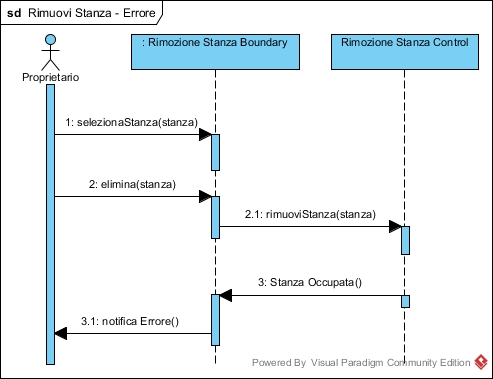 sd Rimuovi Stanza - Errore
: Rimozione Stanza Boundary
Rimozione Stanza Control
Proprietario
1: selezionaStanza(stanza)
2: elimina(stanza)
2.1: rimuoviStanza(stanza)
3: Stanza Occupata()
3.1: notifica Errore()
Powered By Visual Paradigm Community Edition